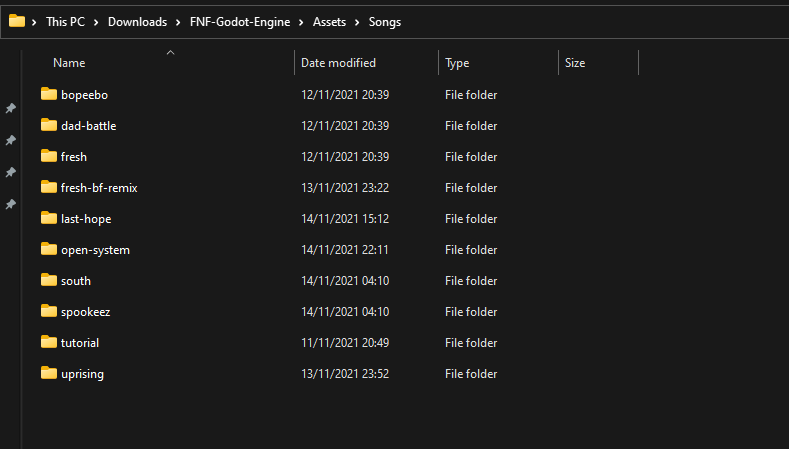 This PC > Downloads > FNF-Godot-Engine > Assets > Songs
Name Date modified Type Size
bopeebo 12/11/2021 20:39 File folder
dad-battle 12/11/2021 20:39 File folder
fresh 12/11/2021 20:39 File folder
fresh-bf-remix 13/11/2021 23:22 File folder
last-hope 14/11/2021 15:12 File folder
open-system 14/11/2021 22:11 File folder
south 14/11/2021 04:10 File folder
spookeez 14/11/2021 04:10 File folder
tutorial 11/11/2021 20:49 File folder
uprising 13/11/2021 23:52 File folder